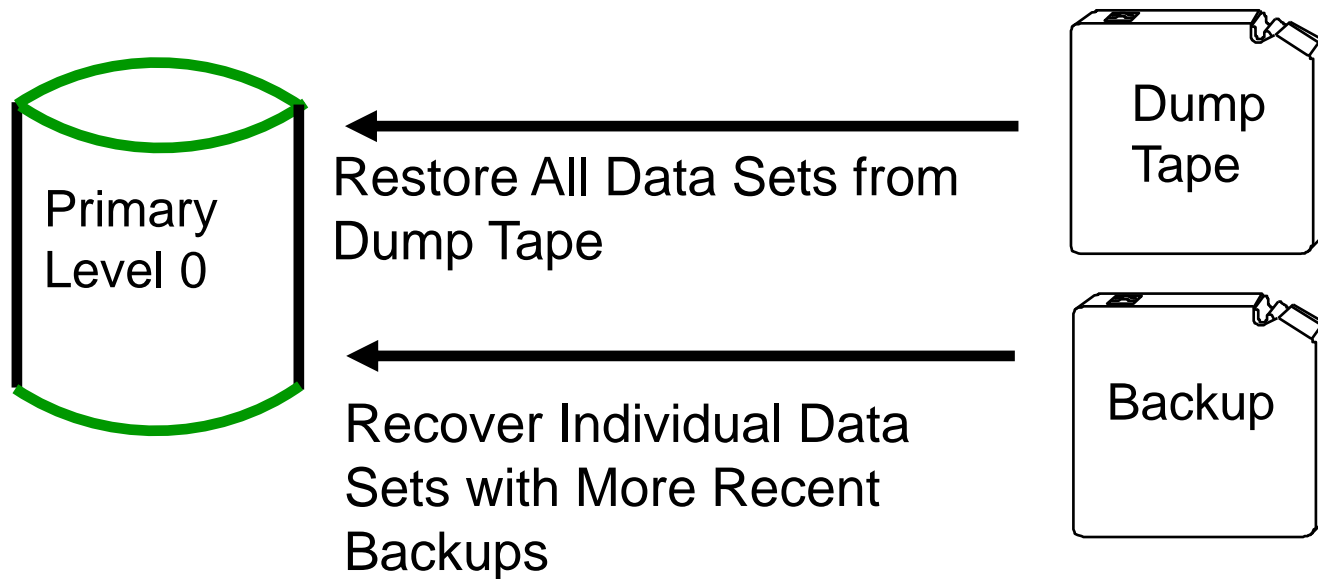 Primary
Level 0
Restore All Data Sets from
Dump Tape
Dump
Tape
Recover Individual Data
Sets with More Recent
Backups
Backup